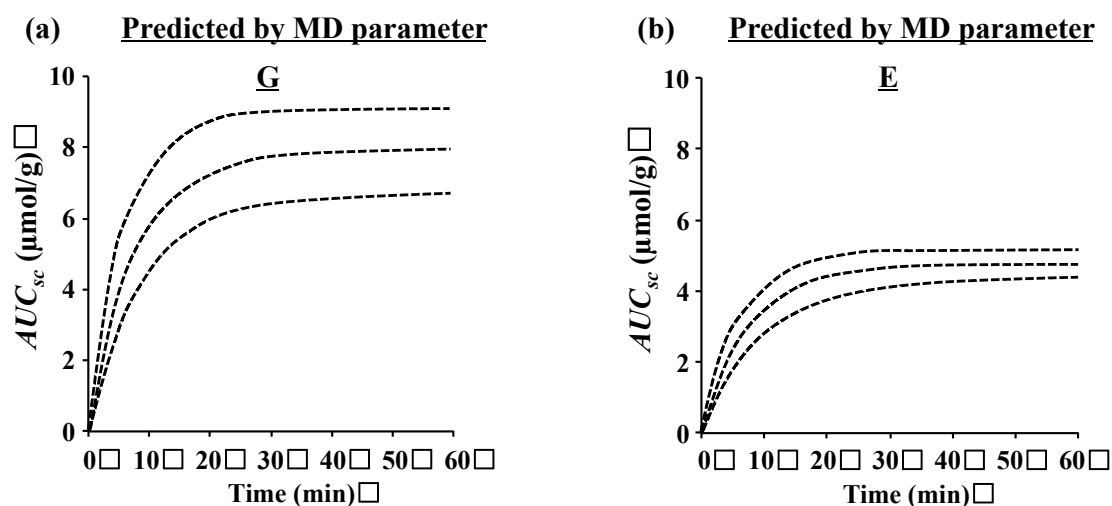 (a) Predicted by MD parameter
G
10
8
6
4
2
0
AUCsc (µmol/g)□
0□ 10□ 20□ 30□ 40□ 50□ 60□
Time (min)□
(b) Predicted by MD parameter
E
10
8
6
4
2
0
AUCsc (µmol/g)□
0□ 10□ 20□ 30□ 40□ 50□ 60□
Time (min)□